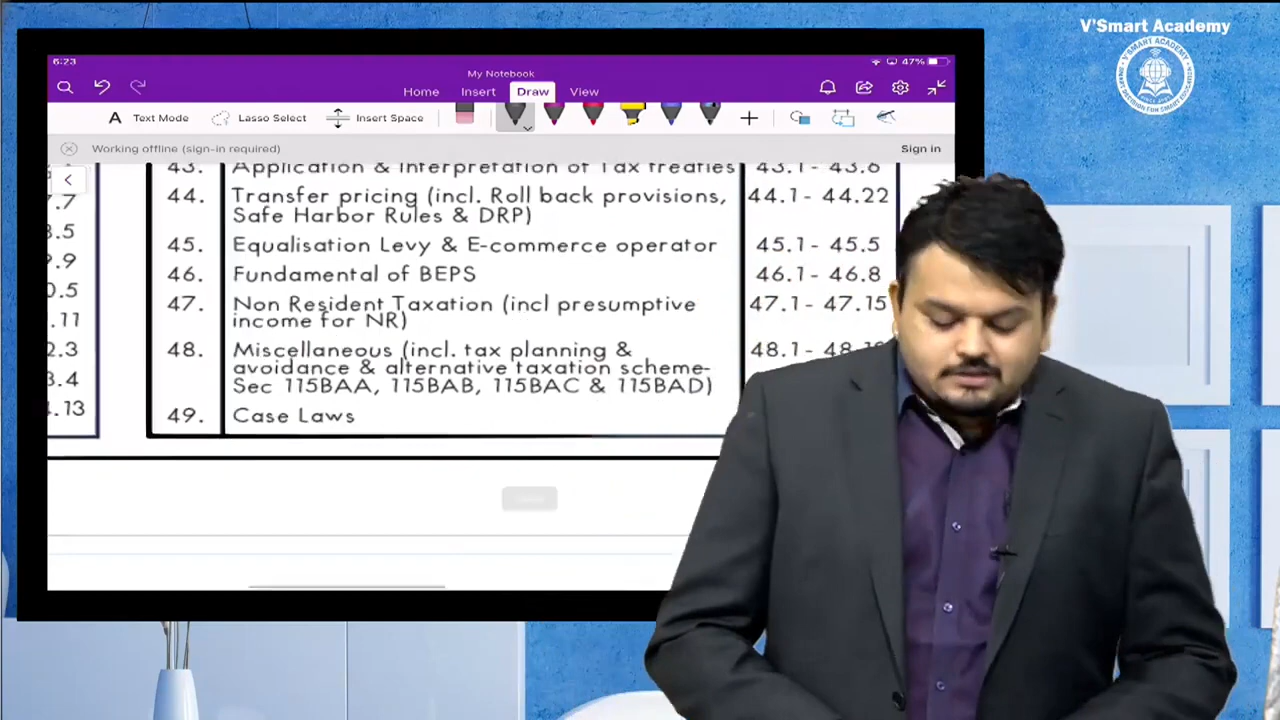 V'Smart Academy
6:23
47%
My Notebook
Home Insert Draw View
Text Mode Lasso Select Insert Space
Working offline (sign-in required) Sign in
43. Application & Interpretation of Tax treaties 43.1- 43.6
.7
44. Transfer pricing (incl. Roll back provisions, 44.1- 44.22
Safe Harbor Rules & DRP)
3.5
45. Equalisation Levy & E-commerce operator 45.1- 45.5
.9
46. Fundamental of BEPS 46.1- 46.8
0.5
47. Non Resident Taxation (incl presumptive 47.1- 47.15
income for NR)
.11
48. Miscellaneous (incl. tax planning & 48.1- 48.
avoidance & alternative taxation scheme-
Sec 115BAA, 115BAB, 115BAC & 115BAD)
2.3
3.4
49. Case Laws
.13